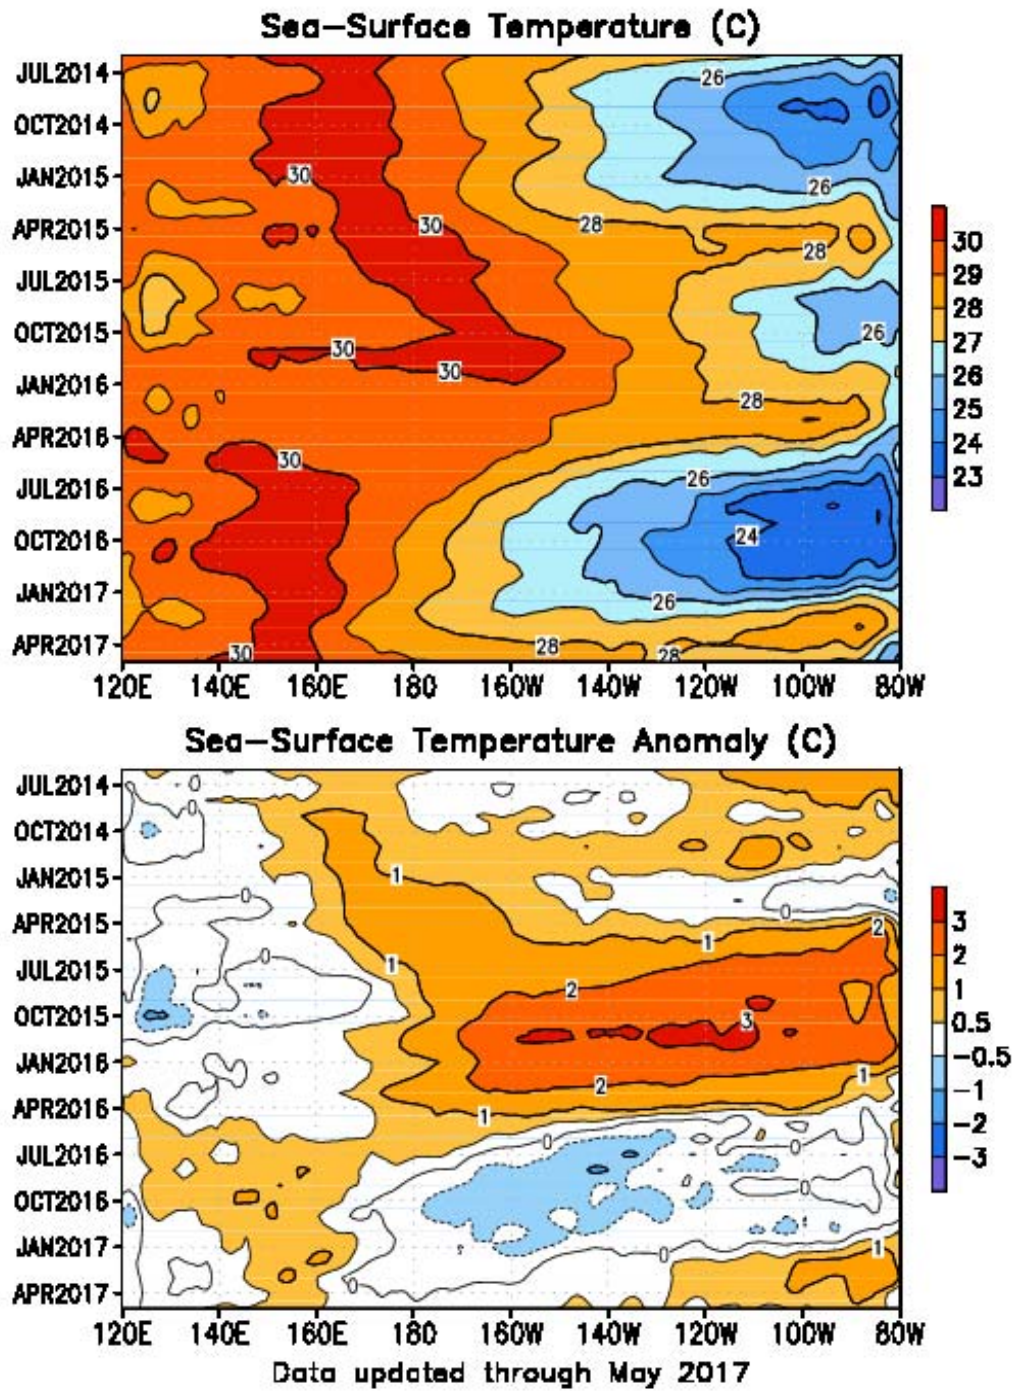 Sea-Surface Temperature (C)
JUL2014
OCT2014
JAN2015
APR2015
JUL2015
OCT2015
JAN2016
APR2016
JUL2016
OCT2016
JAN2017
APR2017
26
30
26
30
28
28
26
30
30
28
30
26
24
26
30
28
28
120E 140E 160E 180 160W 140W 120W 100W 80W
30
29
28
27
26
25
24
23
Sea-Surface Temperature Anomaly (C)
JUL2014
OCT2014
JAN2015
APR2015
JUL2015
OCT2015
JAN2016
APR2016
JUL2016
OCT2016
JAN2017
APR2017
0
0
1
0
0
2
1
0
1
2
3
1
2
1
0
0
0
0
1
0
120E 140E 160E 180 160W 140W 120W 100W 80W
3
2
1
0.5
-0.5
-1
-2
-3
Data updated through May 2017